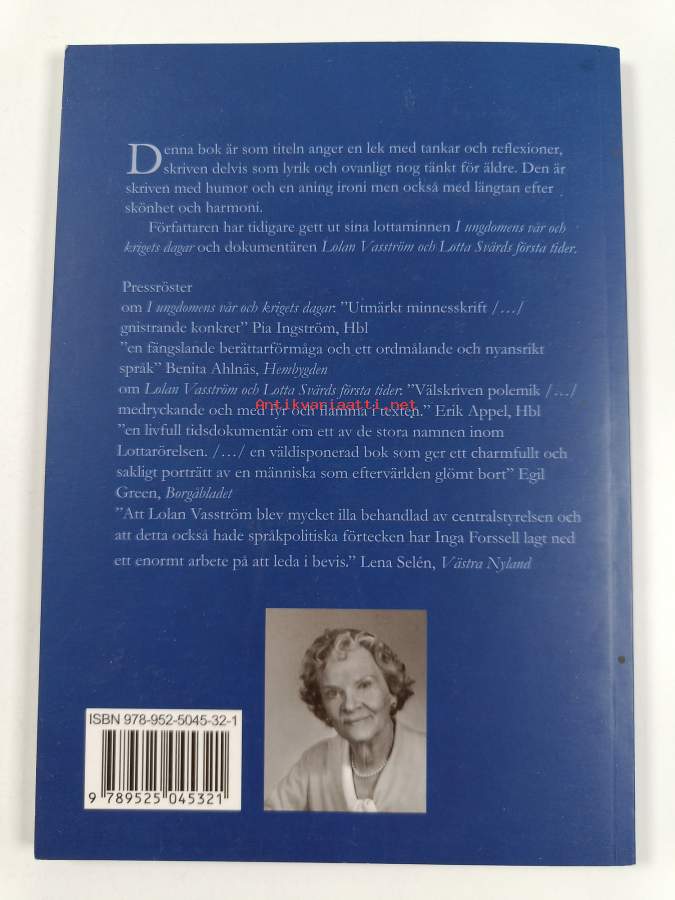 Denna bok är som titeln anger en lek med tankar och reflexioner,
skriven delvis som lyrik och ovanligt nog tänkt för äldre. Den är
skriven med humor och en aning ironi men också med längtan efter
skönhet och harmoni.
Författaren har tidigare gett ut sina lottaminnen I ungdomens vår och
krigets dagar och dokumentären Lolan Vasström och Lotta Svärds första tider.
Pressröster
om I ungdomens vår och krigets dagar: ”Utmärkt minnesskrift /…/
gnistrande konkret” Pia Ingström, Hbl
”en fängslande berättarförmåga och ett ordmålande och nyansrikt
språk” Benita Ahlnäs, Hembygden
om Lolan Vasström och Lotta Svärds första tider: ”Välskriven polemik /…/
Antikvariaatti.net
medryckande och med fyr och flamma i texten.” Erik Appel, Hbl
”en livfull tidsdokumentär om ett av de stora namnen inom
Lottarörelsen. /…/ en väldisponerad bok som ger ett charmfullt och
sakligt porträtt av en människa som eftervärlden glömt bort” Egil
Green, Borgåbladet
”Att Lolan Vasström blev mycket illa behandlad av centralstyrelsen och
att detta också hade språkpolitiska förtecken har Inga Forssell lagt ned
ett enormt arbete på att leda i bevis.” Lena Selén, Västra Nyland
ISBN 978-952-5045-32-1
9 789525 045321